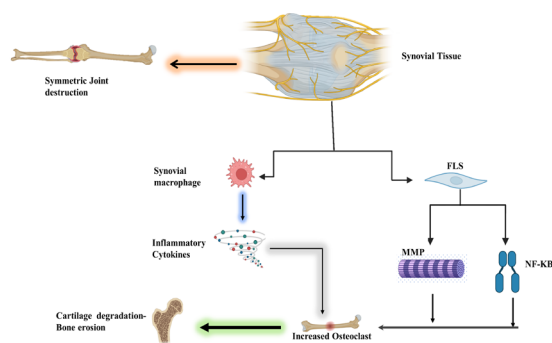 Synovial Tissue
Symmetric Joint
destruction
Synovial
macrophage
FLS
Inflammatory
Cytokines
MMP
NF-KB
Cartilage degradation-
Bone erosion
Increased Osteoclast